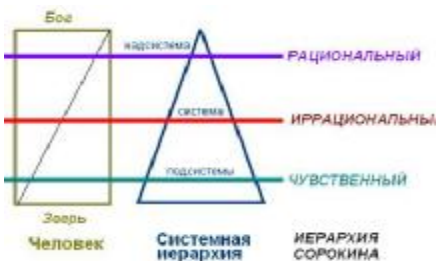 Бог
надсистема
РАЦИОНАЛЬНЫЙ
система
ИРРАЦИОНАЛЬНЫ
подсистемы
ЧУВСТВЕННЫЙ
Зверь
Человек
Системная
иерархия
ИЕРАРХИЯ
СОРОКИНА